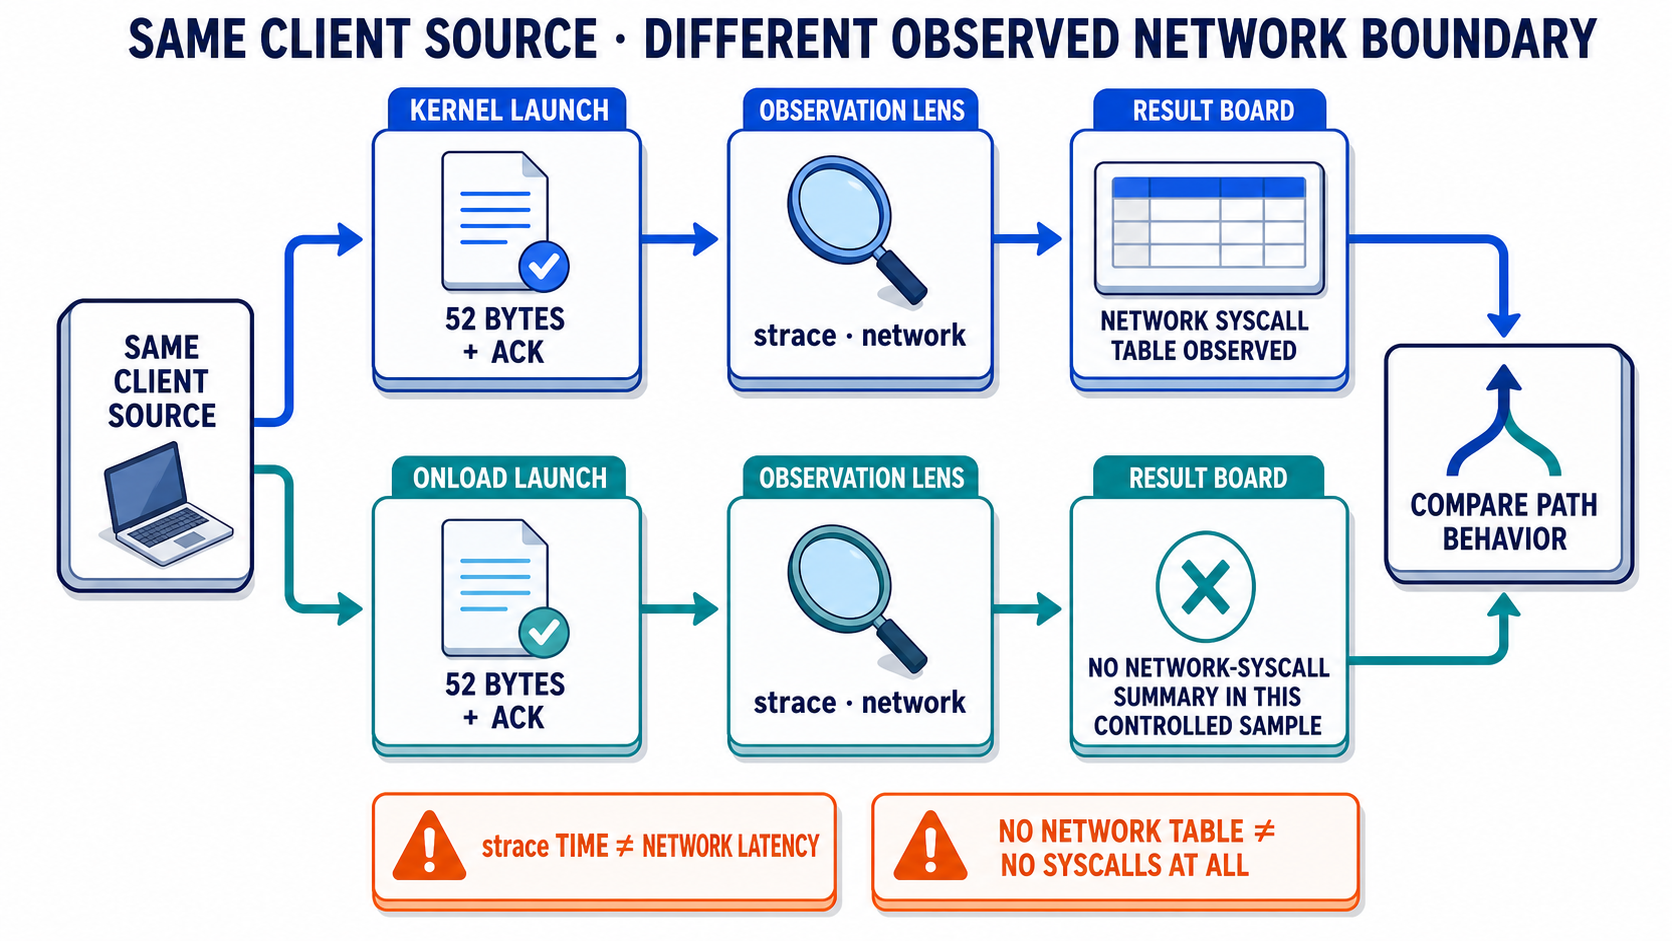 SAME CLIENT SOURCE · DIFFERENT OBSERVED NETWORK BOUNDARY
SAME
CLIENT
SOURCE
KERNEL LAUNCH
52 BYTES
+ ACK
OBSERVATION LENS
strace · network
RESULT BOARD
NETWORK SYSCALL
TABLE OBSERVED
ONLOAD LAUNCH
52 BYTES
+ ACK
OBSERVATION LENS
strace · network
RESULT BOARD
NO NETWORK-SYSCALL
SUMMARY IN THIS
CONTROLLED SAMPLE
COMPARE PATH
BEHAVIOR
strace TIME ≠ NETWORK LATENCY
NO NETWORK TABLE ≠
NO SYSCALLS AT ALL